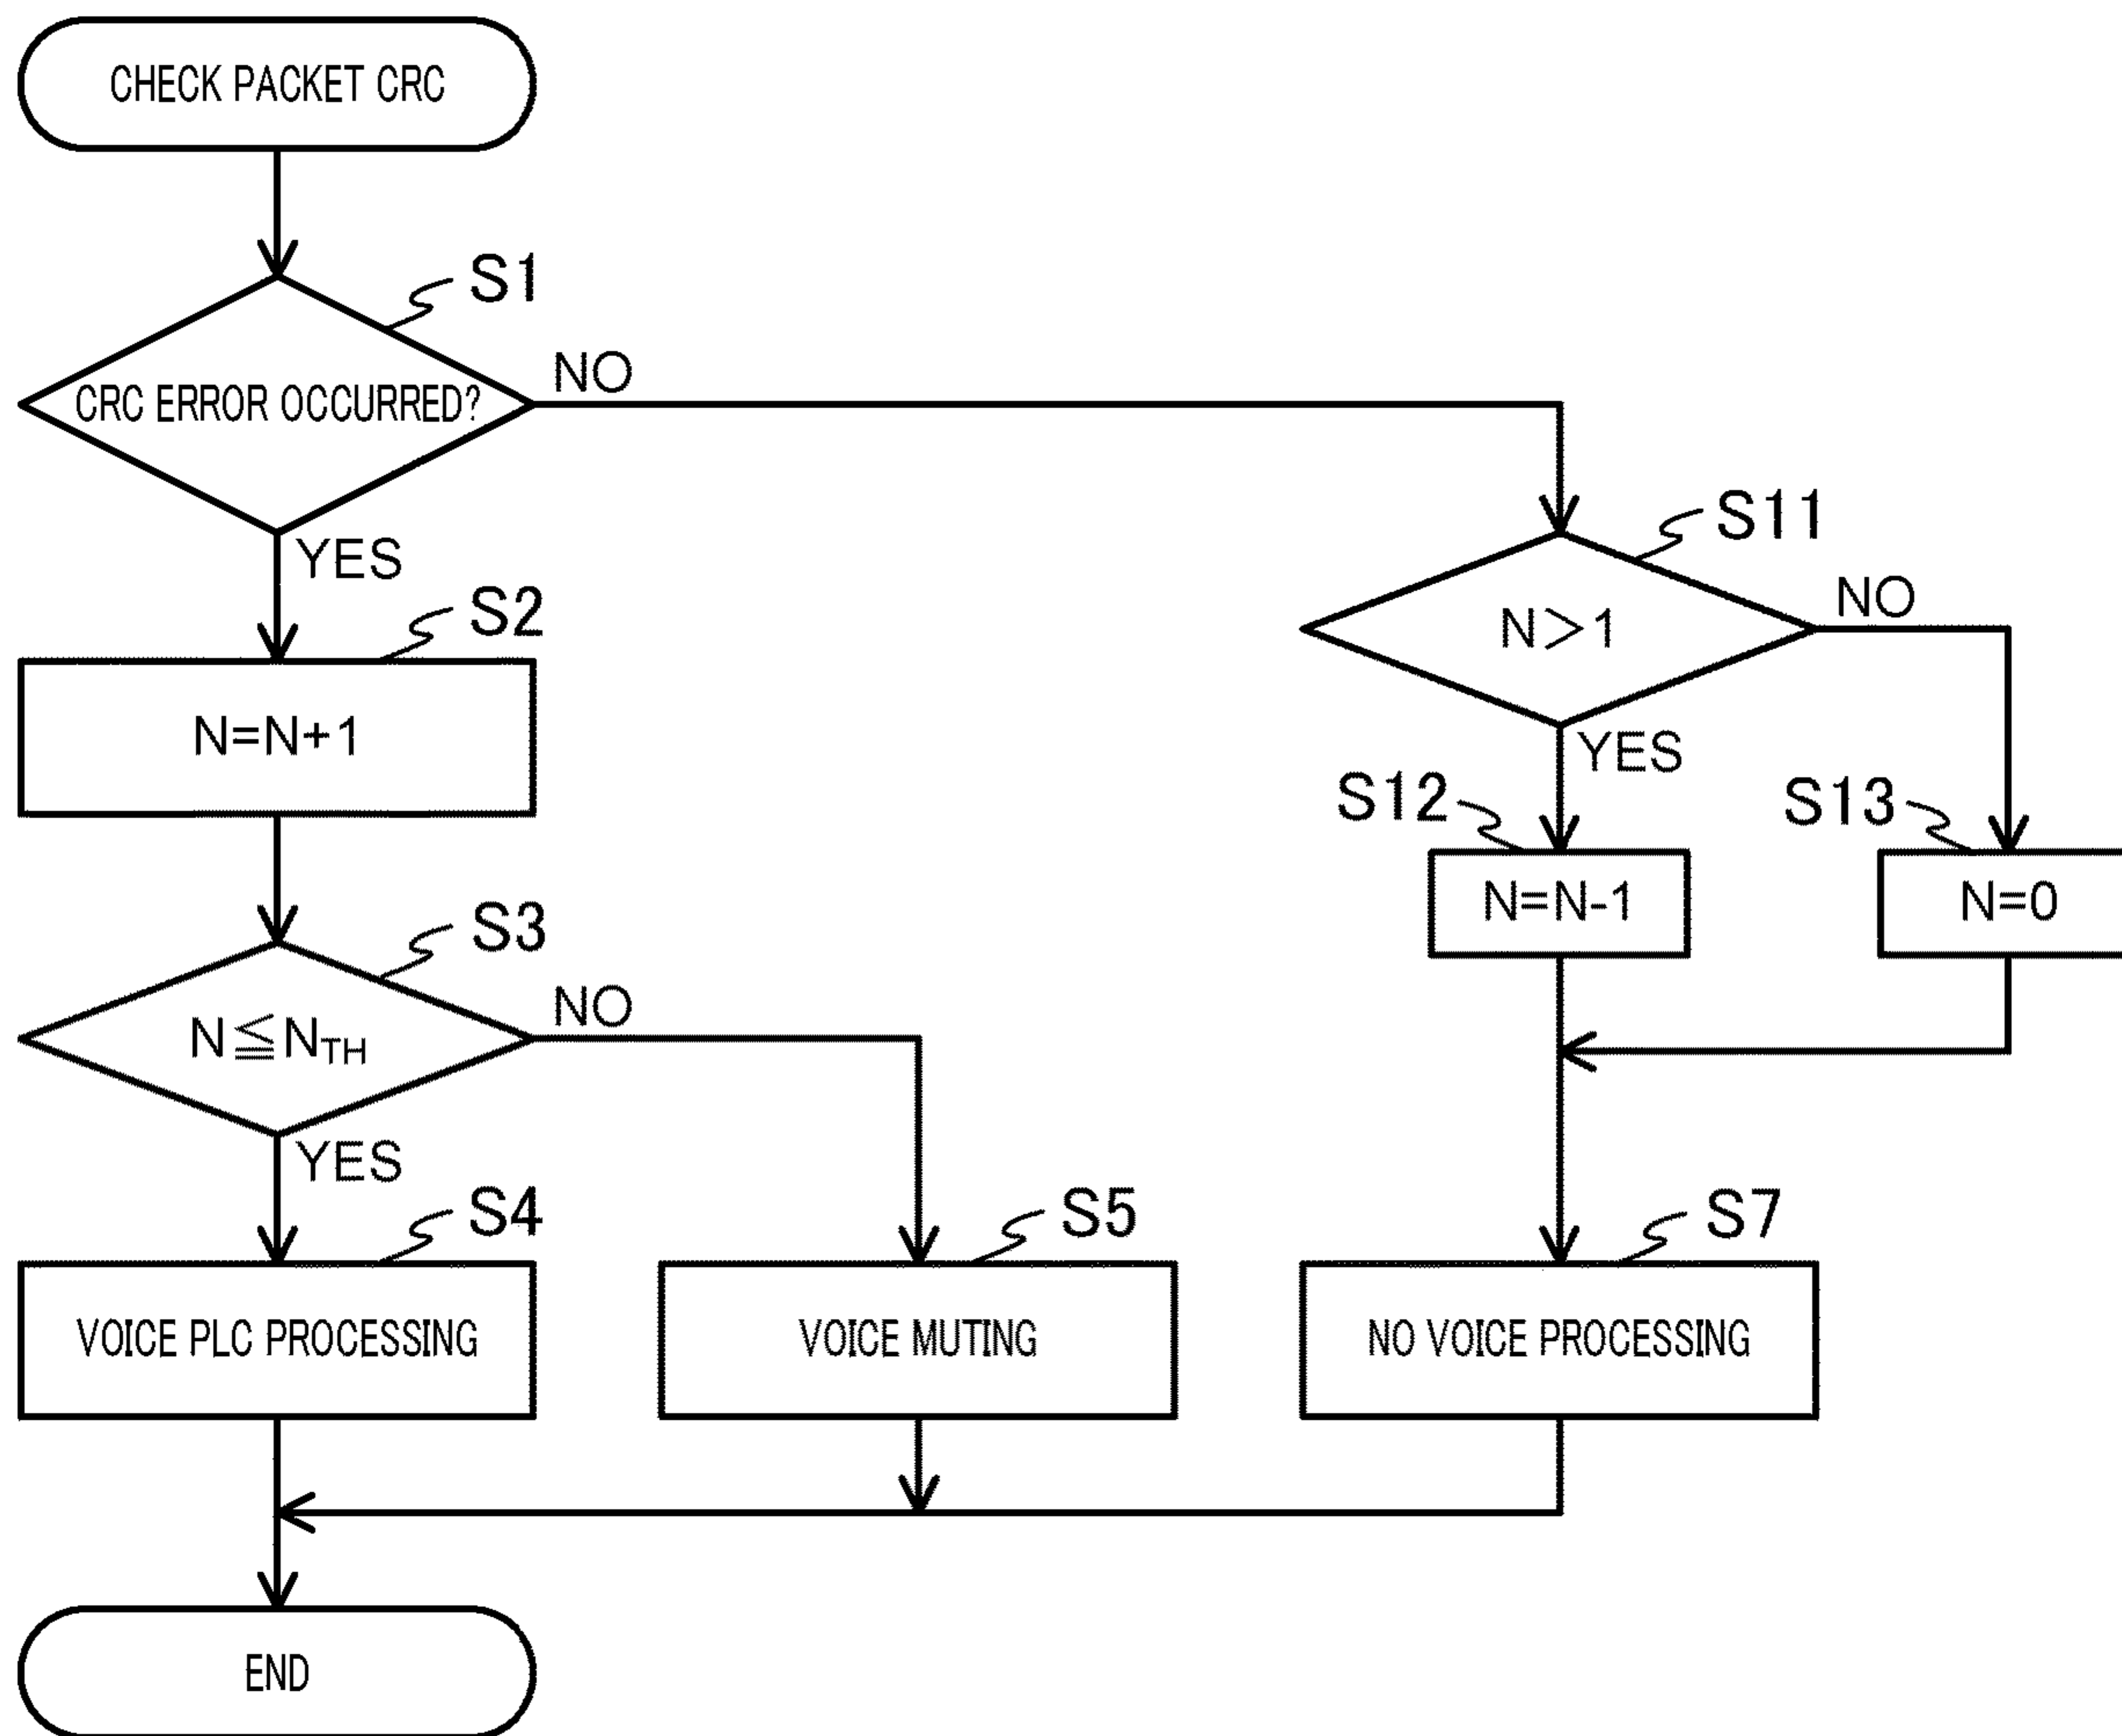 CHECK PACKET CRC
S1
CRC ERROR OCCURRED?
NO
YES
S11
N>1
NO
YES
S2
N=N+1
S12
N=N-1
S13
N=0
S3
N≦NTH
NO
YES
S4
VOICE PLC PROCESSING
S5
VOICE MUTING
S7
NO VOICE PROCESSING
END